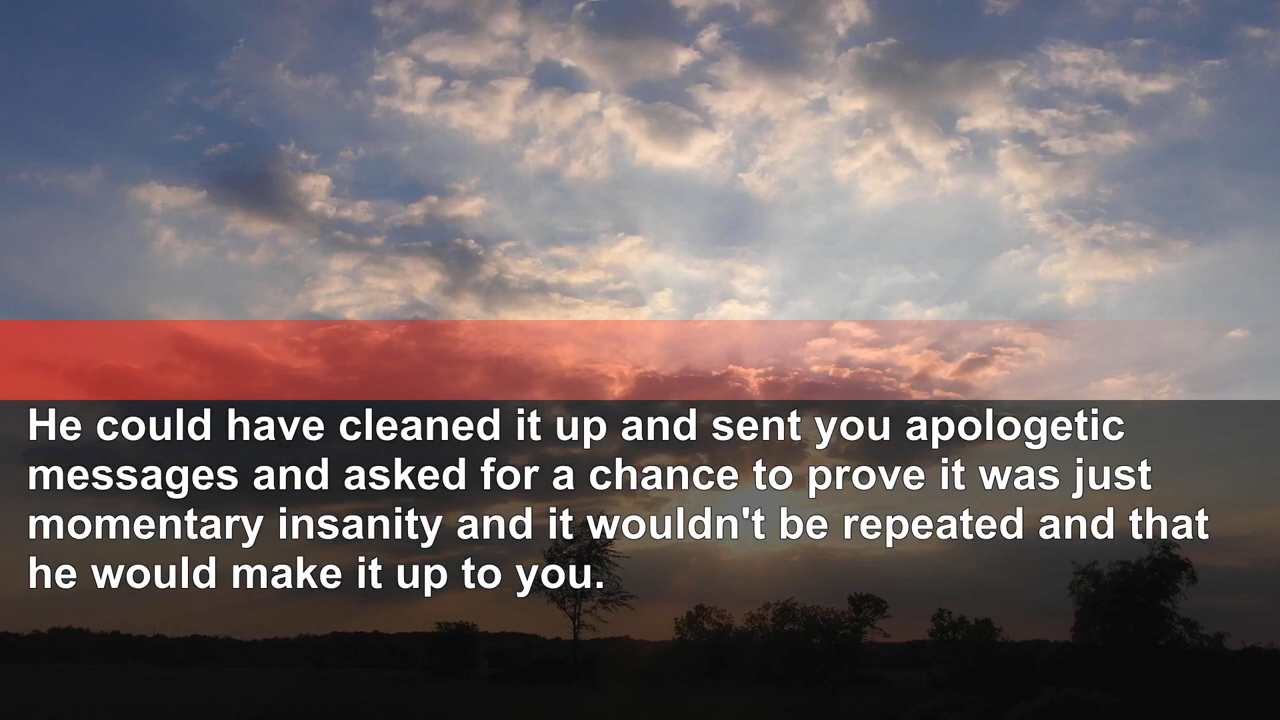 He could have cleaned it up and sent you apologetic
messages and asked for a chance to prove it was just
momentary insanity and it wouldn't be repeated and that
he would make it up to you.